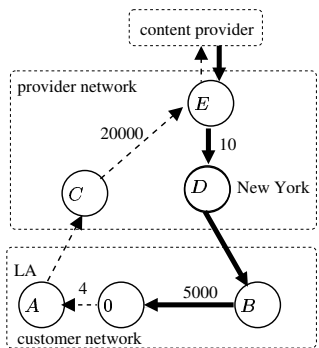 content provider
provider network
E
20000
10
C
D New York
LA
4
5000
A
0
B
customer network